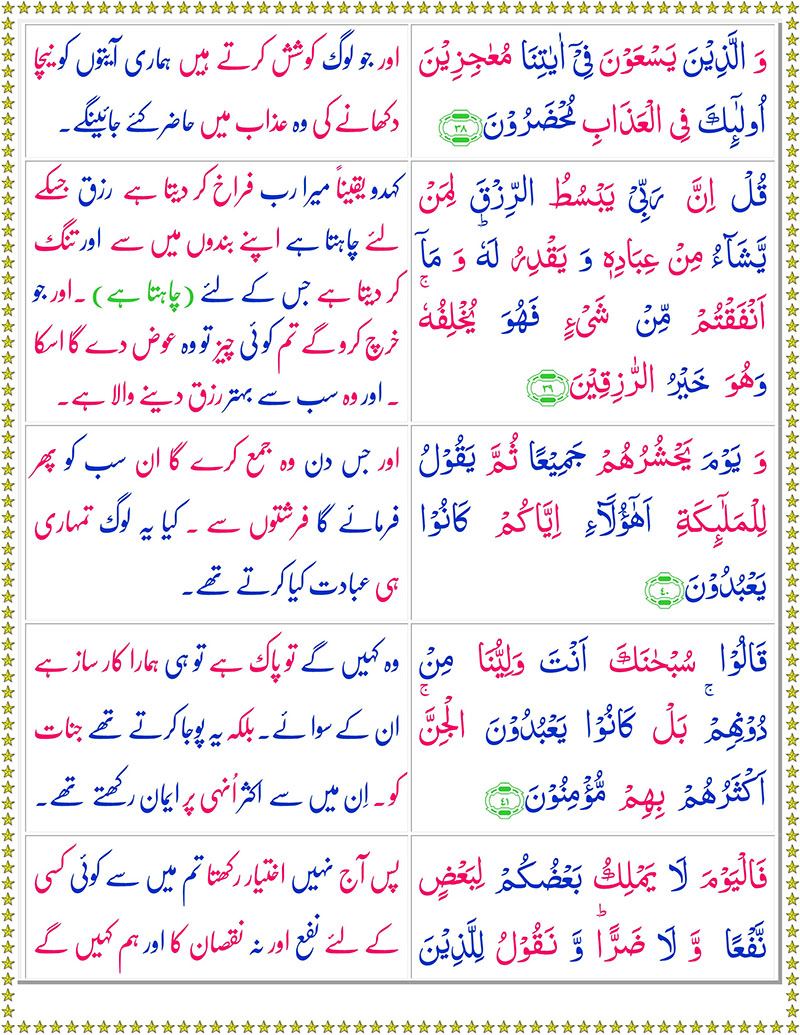 وَ الَّذِيْنَ يَسْعَوْنَ فِيْٓ اٰيٰتِنَا مُعٰجِزِيْنَ
اُولٰٓئِكَ فِي الْعَذَابِ مُحْضَرُوْنَ ۳۸
اور جو لوگ کوشش کرتے ہیں ہماری آیتوں کو نیچا
دکھانے کی وہ عذاب میں حاضر کئے جائینگے۔
قُلْ اِنَّ رَبِّيْ يَبْسُطُ الرِّزْقَ لِمَنْ
يَّشَآءُ مِنْ عِبَادِهٖ وَ يَقْدِرُ لَهٗ ؕ وَ مَآ
اَنْفَقْتُمْ مِّنْ شَيْءٍ فَهُوَ يُخْلِفُهٗ ۚ
وَهُوَ خَيْرُ الرّٰزِقِيْنَ ۳۹
کہدو یقیناً میرا رب فراخ کر دیتا ہے رزق جسکے
لئے چاہتا ہے اپنے بندوں میں سے اور تنگ
کر دیتا ہے جس کے لئے (چاہتا ہے)۔ اور جو
خرچ کروگے تم کوئی چیز تو وہ عوض دے گا اسکا
۔ اور وہ سب سے بہتر رزق دینے والا ہے۔
وَ يَوْمَ يَحْشُرُهُمْ جَمِيْعًا ثُمَّ يَقُوْلُ
لِلْمَلٰٓئِكَةِ اَهٰٓؤُلَآءِ اِيَّاكُمْ كَانُوْا
يَعْبُدُوْنَ ۴۰
اور جس دن وہ جمع کرے گا ان سب کو پھر
فرمائے گا فرشتوں سے ۔ کیا یہ لوگ تمہاری
ہی عبادت کیا کرتے تھے۔
قَالُوْا سُبْحٰنَكَ اَنْتَ وَلِيُّنَا مِنْ
دُوْنِهِمْ ۚ بَلْ كَانُوْا يَعْبُدُوْنَ الْجِنَّ ۚ
اَكْثَرُهُمْ بِهِمْ مُّؤْمِنُوْنَ ۴۱
وہ کہیں گے تو پاک ہے تو ہی ہمارا کار ساز ہے
ان کے سوائے۔ بلکہ یہ پوجا کرتے تھے جنات
کو۔ اِن میں سے اکثر اُنہی پر ایمان رکھتے تھے۔
فَالْيَوْمَ لَا يَمْلِكُ بَعْضُكُمْ لِبَعْضٍ
نَّفْعًا وَّ لَا ضَرًّا ؕ وَ نَقُوْلُ لِلَّذِيْنَ
پس آج نہیں اختیار رکھتا تم میں سے کوئی کسی
کے لئے نفع اور نہ نقصان کا اور ہم کہیں گے